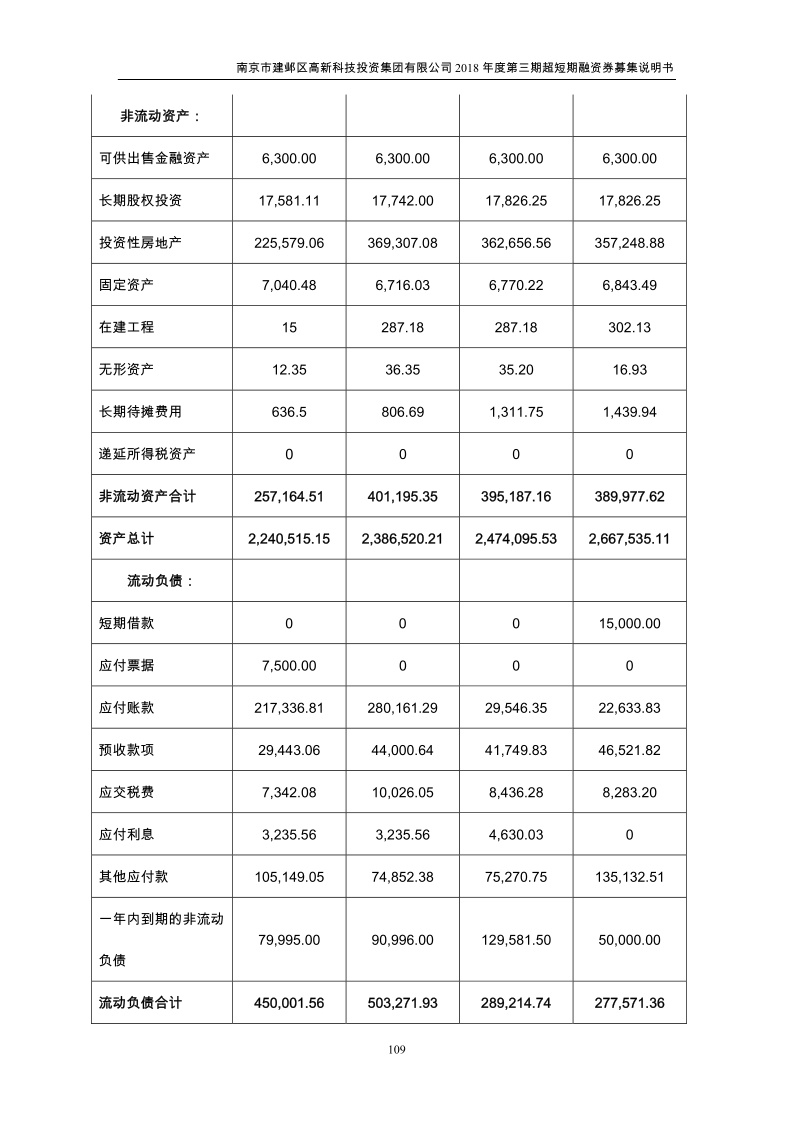 南京市建邺区高新科技投资集团有限公司 2018 年度第三期超短期融资券募集说明书
非流动资产：
可供出售金融资产 6,300.00 6,300.00 6,300.00 6,300.00
长期股权投资 17,581.11 17,742.00 17,826.25 17,826.25
投资性房地产 225,579.06 369,307.08 362,656.56 357,248.88
固定资产 7,040.48 6,716.03 6,770.22 6,843.49
在建工程 15 287.18 287.18 302.13
无形资产 12.35 36.35 35.20 16.93
长期待摊费用 636.5 806.69 1,311.75 1,439.94
递延所得税资产 0 0 0 0
非流动资产合计 257,164.51 401,195.35 395,187.16 389,977.62
资产总计 2,240,515.15 2,386,520.21 2,474,095.53 2,667,535.11
流动负债：
短期借款 0 0 0 15,000.00
应付票据 7,500.00 0 0 0
应付账款 217,336.81 280,161.29 29,546.35 22,633.83
预收款项 29,443.06 44,000.64 41,749.83 46,521.82
应交税费 7,342.08 10,026.05 8,436.28 8,283.20
应付利息 3,235.56 3,235.56 4,630.03 0
其他应付款 105,149.05 74,852.38 75,270.75 135,132.51
一年内到期的非流动
负债 79,995.00 90,996.00 129,581.50 50,000.00
流动负债合计 450,001.56 503,271.93 289,214.74 277,571.36
109